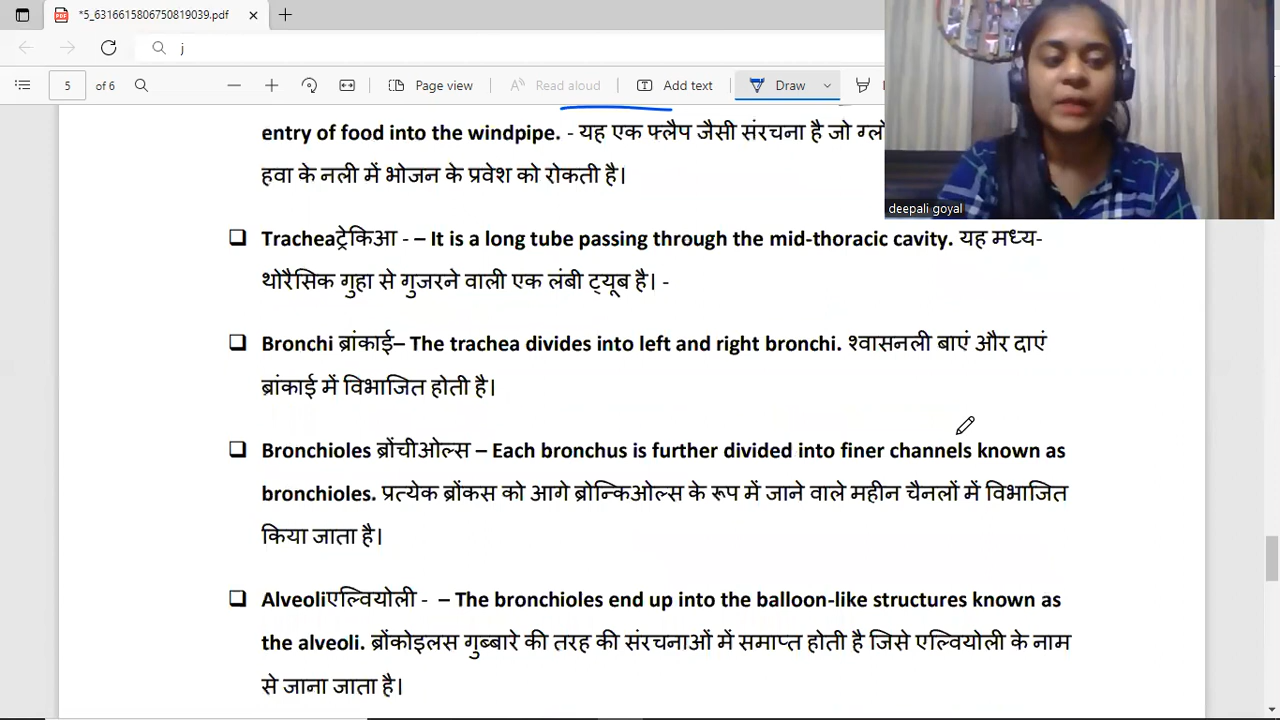 *5_6316615806750819039.pdf
j
5 of 6 Page view Read aloud Add text Draw
entry of food into the windpipe. - यह एक फ्लैप जैसी संरचना है जो
हवा के नली में भोजन के प्रवेश को रोकती है।
deepali goyal
Tracheaट्रेकिआ - – It is a long tube passing through the mid-thoracic cavity. यह मध्य-
थोरैसिक गुहा से गुजरने वाली एक लंबी ट्यूब है। -
Bronchi ब्रांकाई– The trachea divides into left and right bronchi. श्वासनली बाएं और दाएं
ब्रांकाई में विभाजित होती है।
Bronchioles ब्रोंचीओल्स – Each bronchus is further divided into finer channels known as
bronchioles. प्रत्येक ब्रोंकस को आगे ब्रोन्किओल्स के रूप में जाने वाले महीन चैनलों में विभाजित
किया जाता है।
Alveoliएल्वियोली - – The bronchioles end up into the balloon-like structures known as
the alveoli. ब्रोंकोइलस गुब्बारे की तरह की संरचनाओं में समाप्त होती है जिसे एल्वियोली के नाम
से जाना जाता है।